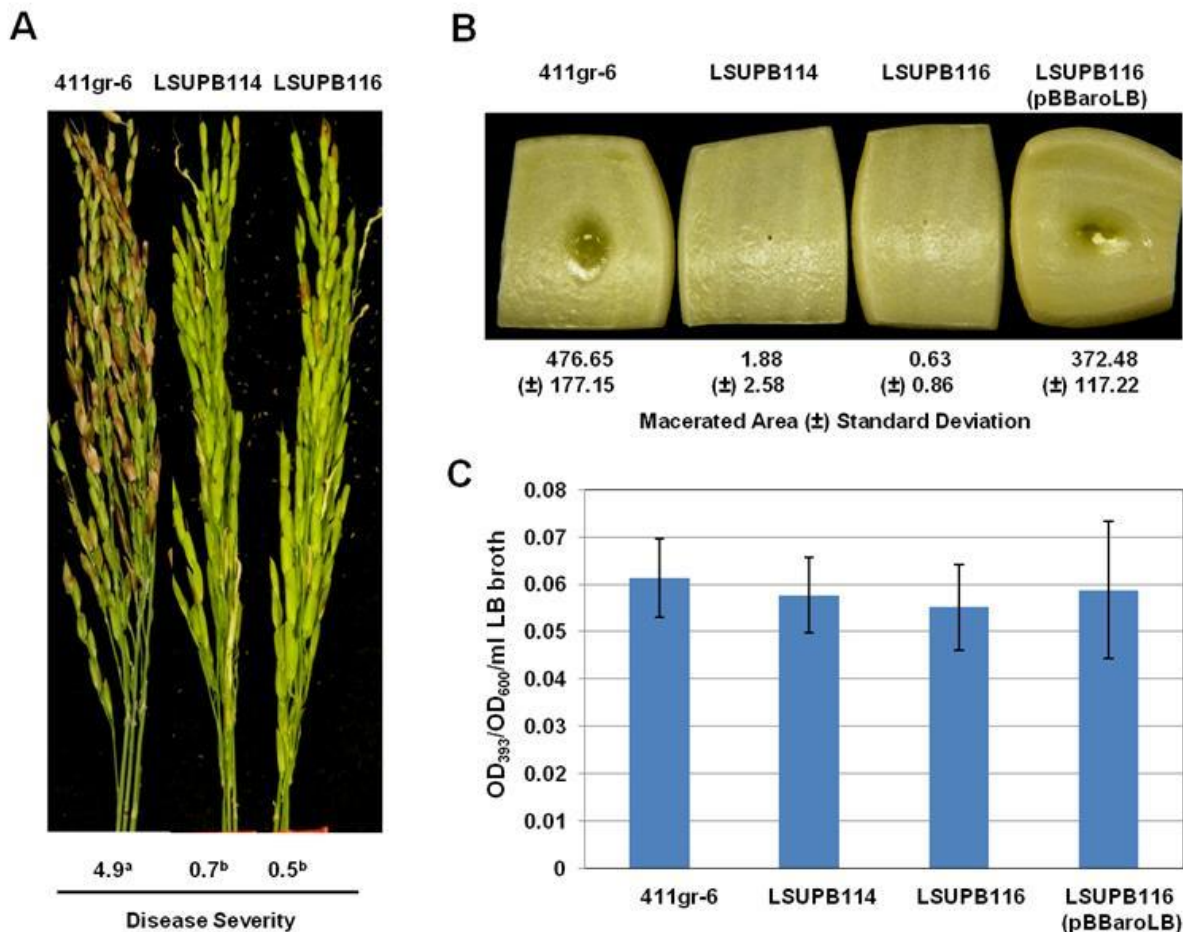 A
411gr-6 LSUPB114 LSUPB116
4.9ᵃ 0.7ᵇ 0.5ᵇ
Disease Severity
B
411gr-6 LSUPB114 LSUPB116 LSUPB116
(pBBaroLB)
476.65 1.88 0.63 372.48
(±) 177.15 (±) 2.58 (±) 0.86 (±) 117.22
Macerated Area (±) Standard Deviation
C
OD₃₉₃/OD₆₀₀/ml LB broth
0.08
0.07
0.06
0.05
0.04
0.03
0.02
0.01
0
411gr-6 LSUPB114 LSUPB116 LSUPB116
(pBBaroLB)